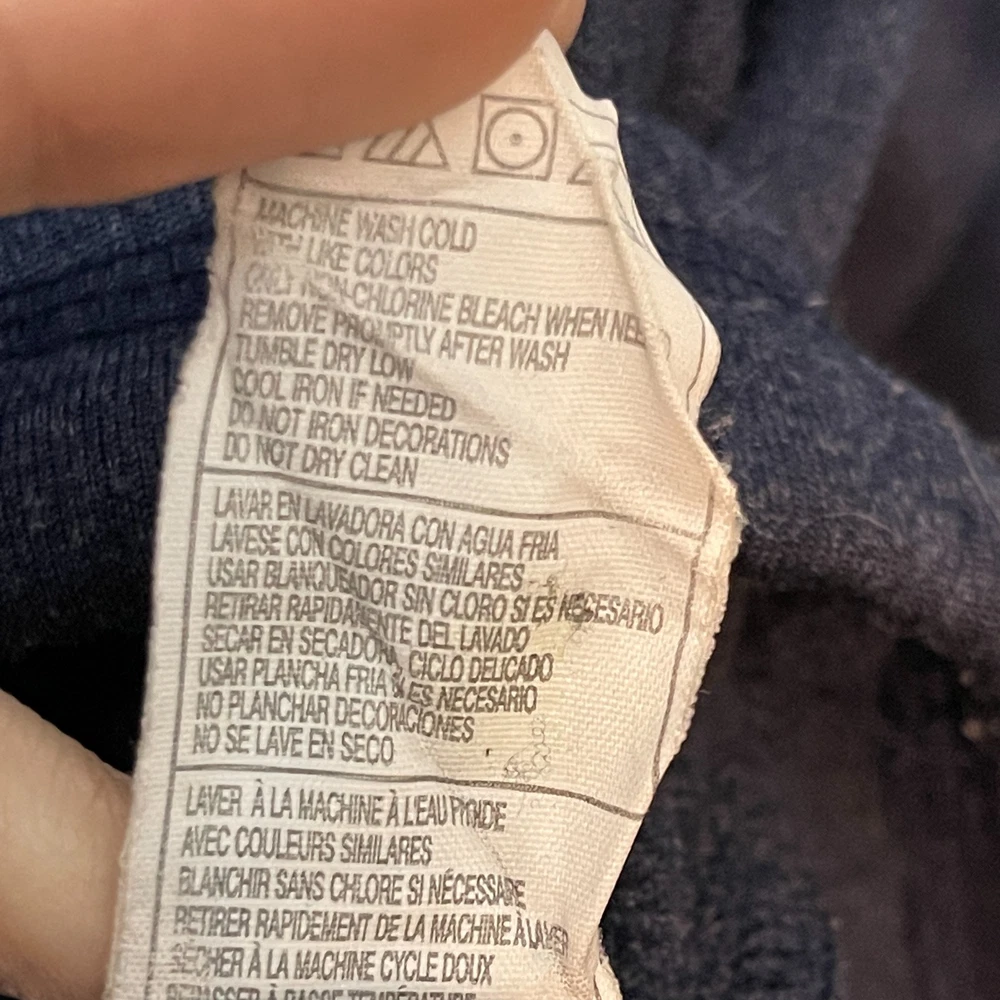 MACHINE WASH COLD
WITH LIKE COLORS
ONLY NON-CHLORINE BLEACH WHEN
REMOVE PROMPTLY AFTER WASH
TUMBLE DRY LOW
COOL IRON IF NEEDED
DO NOT IRON DECORATIONS
DO NOT DRY CLEAN
LAVAR EN LAVADORA CON AGUA FRIA
LAVESE CON COLORES SIMILARES
USAR BLANQUEADOR SIN CLORO SI ES NECESARIO
RETIRAR RAPIDAMENTE DEL LAVADO
SECAR EN SECADORA CICLO DELICADO
USAR PLANCHA FRIA SI ES NECESARIO
NO PLANCHAR DECORACIONES
NO SE LAVE EN SECO
LAVER À LA MACHINE À L'EAU FROIDE
AVEC COULEURS SIMILARES
BLANCHIR SANS CHLORE SI NÉCESSAIRE
RETIRER RAPIDEMENT DE LA MACHINE À LAVER
SÉCHER À LA MACHINE CYCLE DOUX
REPASSER À BASSE TEMPÉRATURE